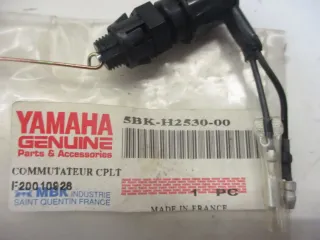 YAMAHA
GENUINE
Parts & Accessories
5BK-H2530-00
COMMUTATEUR CPLT
F20010928
MBK INDUSTRIE
SAINT QUENTIN FRANCE
1 PC
MADE IN FRANCE